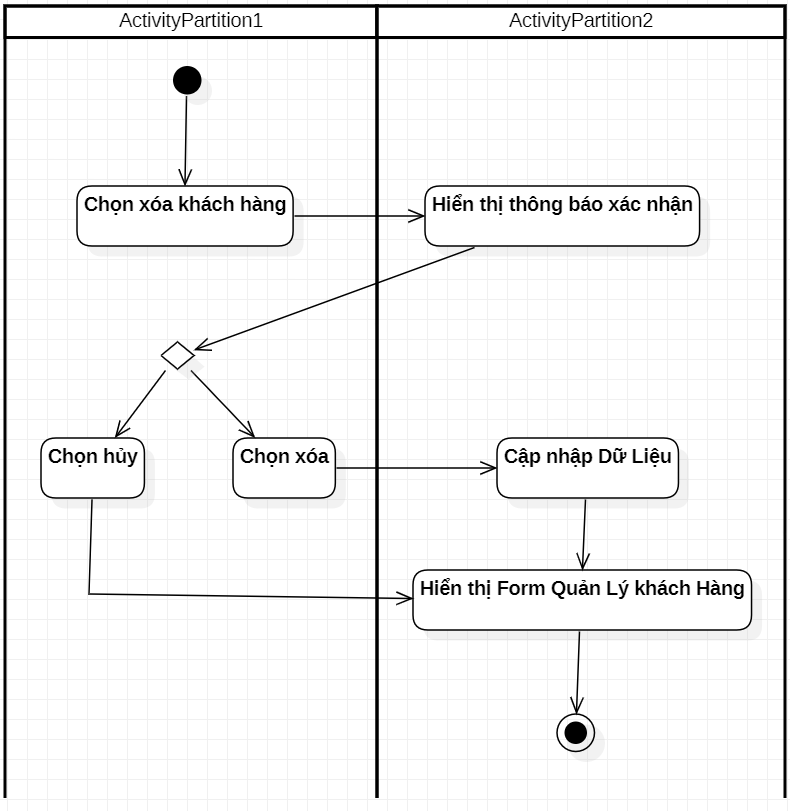 ActivityPartition1
ActivityPartition2
Chọn xóa khách hàng
Hiển thị thông báo xác nhận
Chọn hủy
Chọn xóa
Cập nhập Dữ Liệu
Hiển thị Form Quản Lý khách Hàng